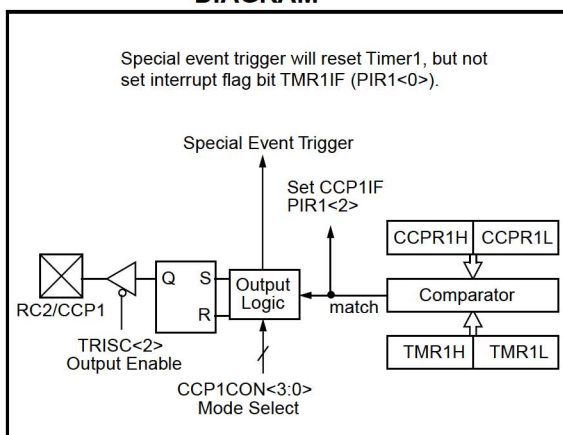 DIAGRAM
Special event trigger will reset Timer1, but not
set interrupt flag bit TMR1IF (PIR1<0>).
Special Event Trigger
Set CCP1IF
PIR1<2>
CCPR1H CCPR1L
Q S
R
Output
Logic
match
Comparator
RC2/CCP1
TRISC<2>
Output Enable
TMR1H TMR1L
CCP1CON<3:0>
Mode Select